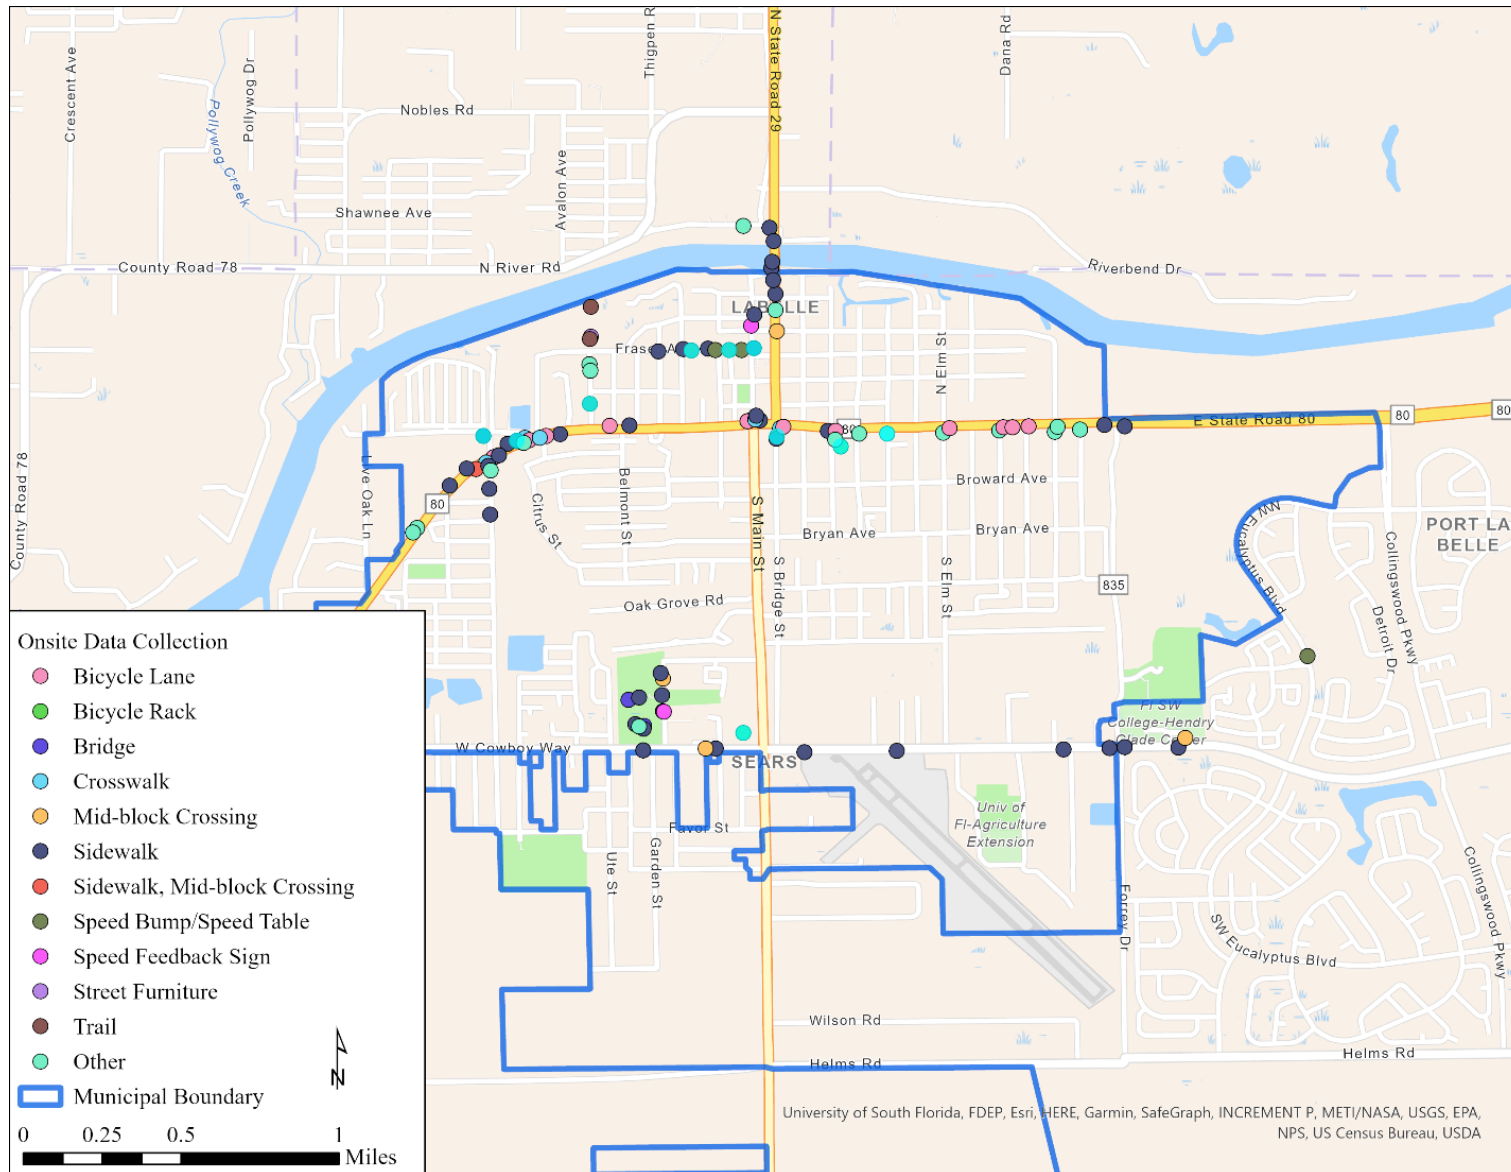 Crescent Ave
Pollywog Dr
Pollywog Creek
Nobles Rd
Thigpen R
N State Road 29
Dana Rd
Shawnee Ave
Avalon Ave
County Road 78
N River Rd
Riverbend Dr
LABELLE
Fraser A
N Elm St
E State Road 80
80
80
80
80
County Road 78
Live Oak Ln
Citrus St
Belmont St
S Main St
Broward Ave
Bryan Ave
Bryan Ave
NW Eucalyptus Blvd
PORT LA
BELLE
Collingswood Pkwy
Detroit Dr
835
Oak Grove Rd
S Bridge St
S Elm St
W Cowboy Way
SEARS
Fl SW
College-Hendry
Glade Center
Univ of
Fl-Agriculture
Extension
Favor St
Ute St
Garden St
Forrey Dr
SW Eucalyptus Blvd
Collingswood Pkwy
Wilson Rd
Helms Rd
Helms Rd
Onsite Data Collection
Bicycle Lane
Bicycle Rack
Bridge
Crosswalk
Mid-block Crossing
Sidewalk
Sidewalk, Mid-block Crossing
Speed Bump/Speed Table
Speed Feedback Sign
Street Furniture
Trail
Other
Municipal Boundary
N
0 0.25 0.5 1
Miles
University of South Florida, FDEP, Esri, HERE, Garmin, SafeGraph, INCREMENT P, METI/NASA, USGS, EPA,
NPS, US Census Bureau, USDA